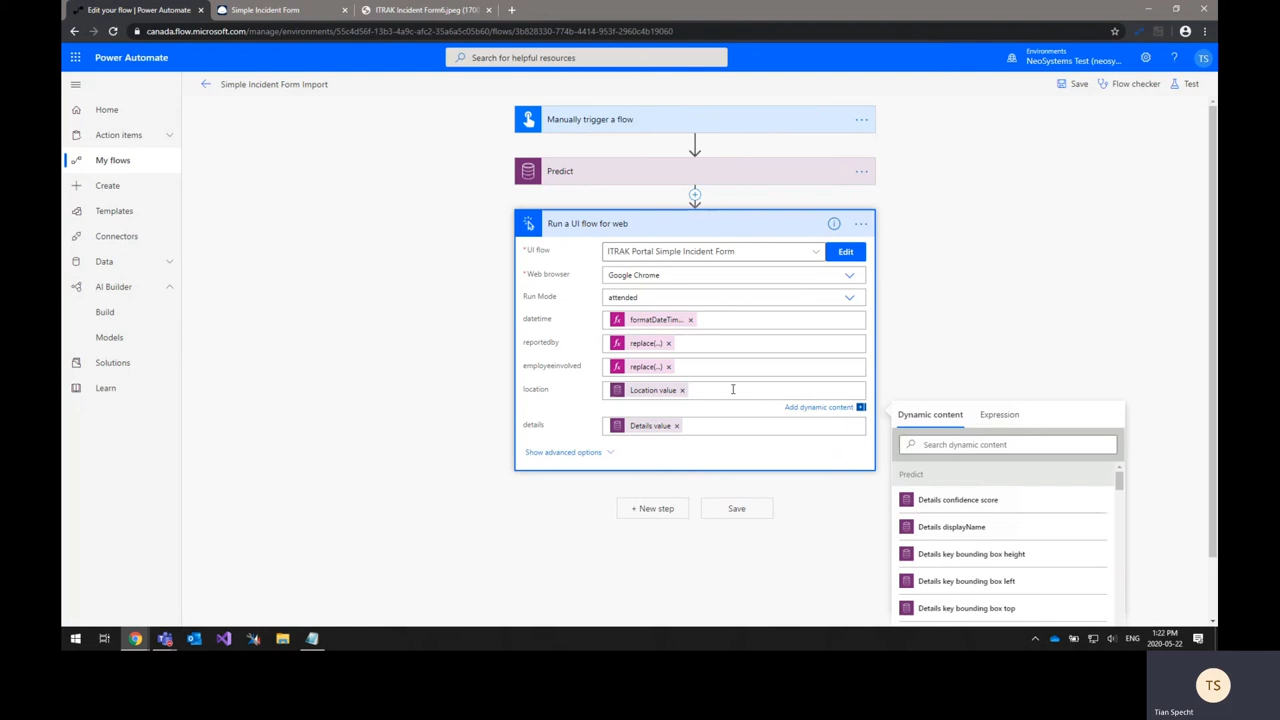 Edit your flow | Power Automate
Simple Incident Form
ITRAK Incident Form6.jpeg (1700
canada.flow.microsoft.com/manage/environments/55c4d56f-13b3-4a9c-afc2-35a6a5c05b60/flows/3b828330-774b-4414-953f-2960c4b19060
Power Automate
Search for helpful resources
Environments
NeoSystems Test (neosy...
TS
Simple Incident Form Import
Save
Flow checker
Test
Home
Action items
My flows
Create
Templates
Connectors
Data
AI Builder
Build
Models
Solutions
Learn
Manually trigger a flow
Predict
Run a UI flow for web
* UI flow
ITRAK Portal Simple Incident Form
Edit
* Web browser
Google Chrome
Run Mode
attended
datetime
fx formatDateTim... x
reportedby
fx replace(...) x
employeeinvolved
fx replace(...) x
location
Location value x
Add dynamic content
details
Details value x
Show advanced options
+ New step
Save
Dynamic content
Expression
Search dynamic content
Predict
Details confidence score
Details displayName
Details key bounding box height
Details key bounding box left
Details key bounding box top
ENG
1:22 PM
2020-05-22
TS
Tian Specht